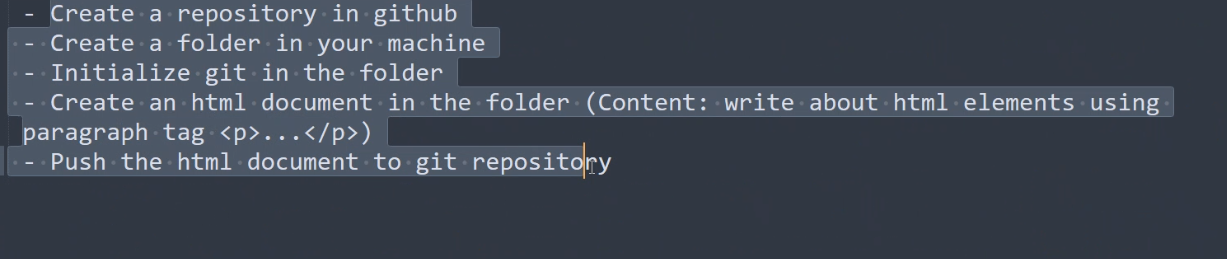 - Create a repository in github
- Create a folder in your machine
- Initialize git in the folder
- Create an html document in the folder (Content: write about html elements using
paragraph tag <p>...</p>)
- Push the html document to git repository